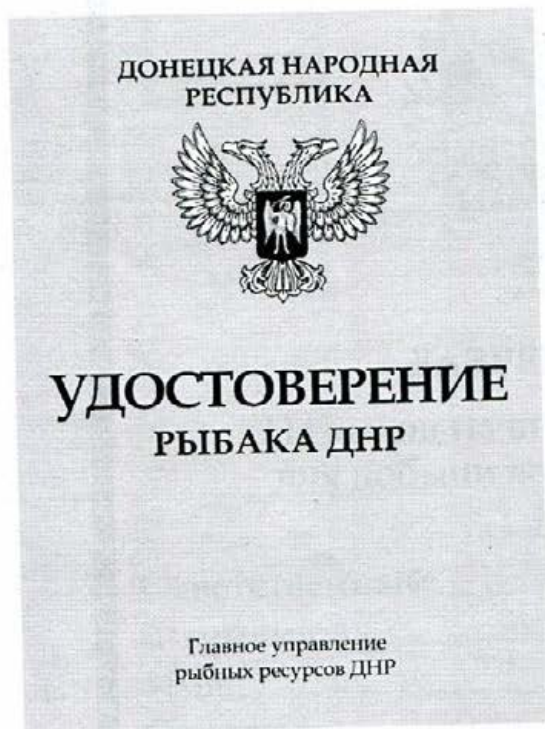 ДОНЕЦКАЯ НАРОДНАЯ
РЕСПУБЛИКА
УДОСТОВЕРЕНИЕ
РЫБАКА ДНР
Главное управление
рыбных ресурсов ДНР